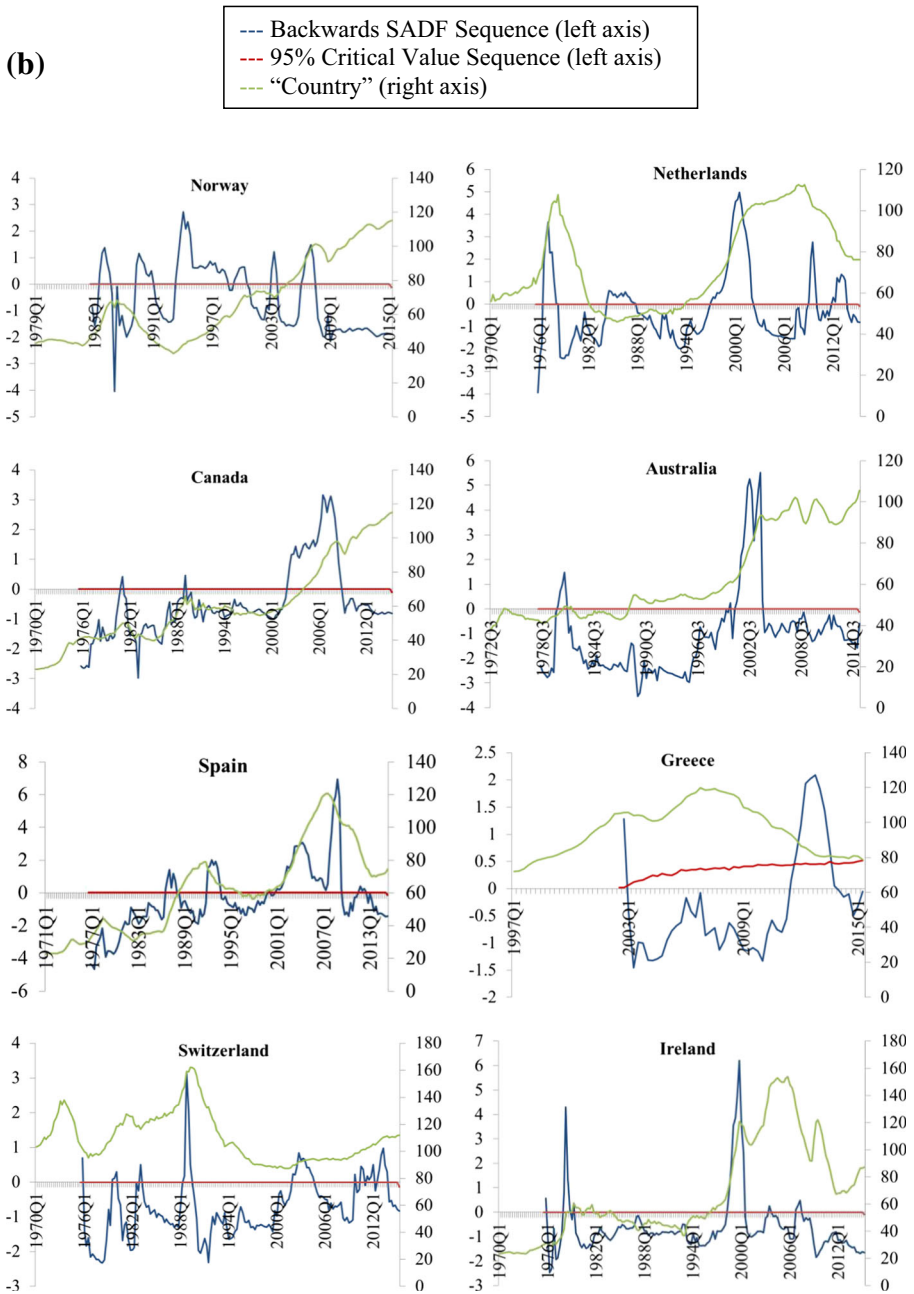 (b)
--- Backwards SADF Sequence (left axis)
--- 95% Critical Value Sequence (left axis)
--- “Country” (right axis)
Norway
4
3
2
1
0
-1
-2
-3
-4
-5
140
120
100
80
60
40
20
0
1979Q1
1985Q1
1991Q1
1997Q1
2003Q1
2009Q1
2015Q1
Netherlands
6
5
4
3
2
1
0
-1
-2
-3
-4
-5
120
100
80
60
40
20
0
1970Q1
1976Q1
1982Q1
1988Q1
1994Q1
2000Q1
2006Q1
2012Q1
Canada
4
3
2
1
0
-1
-2
-3
-4
140
120
100
80
60
40
20
0
1970Q1
1976Q1
1982Q1
1988Q1
1994Q1
2000Q1
2006Q1
2012Q1
Australia
6
5
4
3
2
1
0
-1
-2
-3
-4
120
100
80
60
40
20
0
1972Q3
1978Q3
1984Q3
1990Q3
1996Q3
2002Q3
2008Q3
2014Q3
Spain
8
6
4
2
0
-2
-4
-6
140
120
100
80
60
40
20
0
1971Q1
1977Q1
1983Q1
1989Q1
1995Q1
2001Q1
2007Q1
2013Q1
Greece
2.5
2
1.5
1
0.5
0
-0.5
-1
-1.5
-2
140
120
100
80
60
40
20
0
1997Q1
2003Q1
2009Q1
2015Q1
Switzerland
4
3
2
1
0
-1
-2
-3
180
160
140
120
100
80
60
40
20
0
1970Q1
1976Q1
1982Q1
1988Q1
1994Q1
2000Q1
2006Q1
2012Q1
Ireland
7
6
5
4
3
2
1
0
-1
-2
-3
180
160
140
120
100
80
60
40
20
0
1970Q1
1976Q1
1982Q1
1988Q1
1994Q1
2000Q1
2006Q1
2012Q1